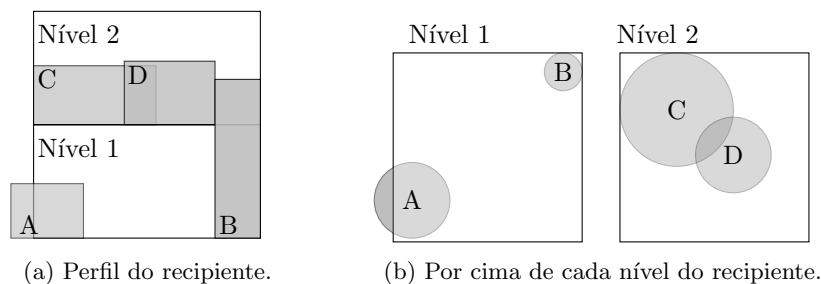 Nível 2
C
D
Nível 1
A
B
(a) Perfil do recipiente.
Nível 1
B
A
Nível 2
C
D
(b) Por cima de cada nível do recipiente.